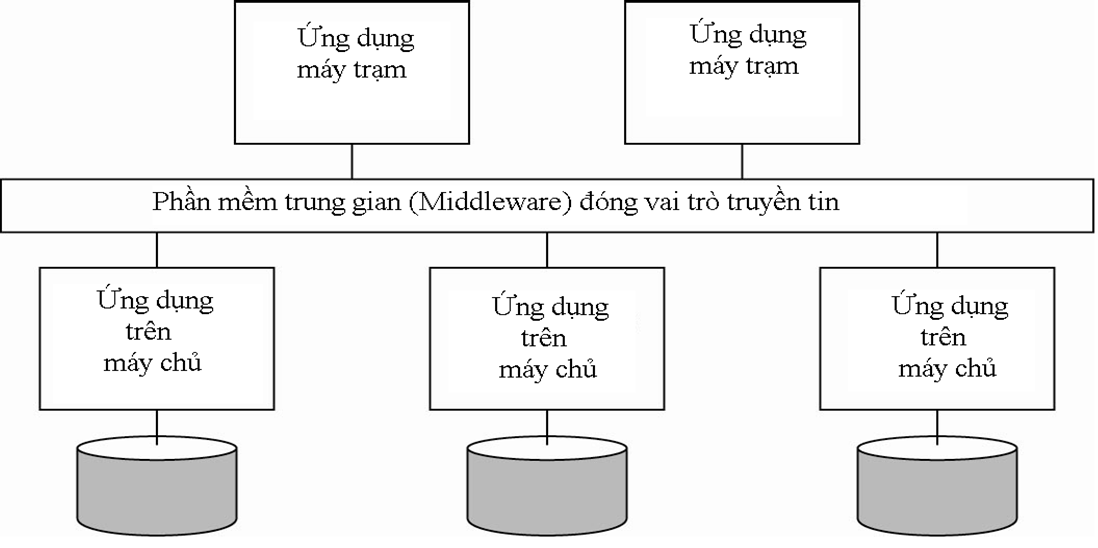 Ứng dụng
máy trạm
Ứng dụng
máy trạm
Phần mềm trung gian (Middleware) đóng vai trò truyền tin
Ứng dụng
trên
máy chủ
Ứng dụng
trên
máy chủ
Ứng dụng
trên
máy chủ